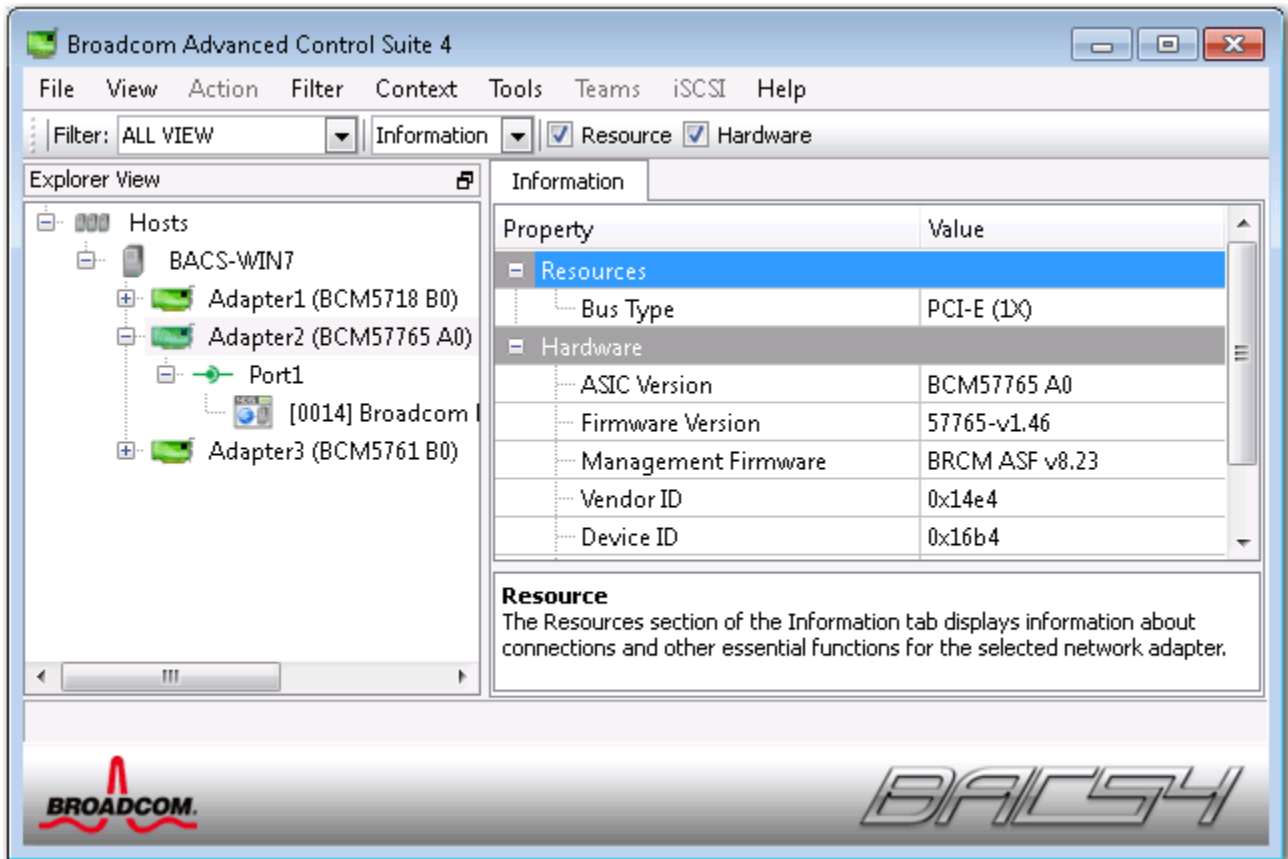 Broadcom Advanced Control Suite 4
File View Action Filter Context Tools Teams iSCSI Help
Filter: ALL VIEW Information Resource Hardware
Explorer View
Hosts
BACS-WIN7
Adapter1 (BCM5718 B0)
Adapter2 (BCM57765 A0)
Port1
[0014] Broadcom
Adapter3 (BCM5761 B0)
Information
Property Value
Resources
Bus Type PCI-E (1X)
Hardware
ASIC Version BCM57765 A0
Firmware Version 57765-v1.46
Management Firmware BRCM ASF v8.23
Vendor ID 0x14e4
Device ID 0x16b4
Resource
The Resources section of the Information tab displays information about
connections and other essential functions for the selected network adapter.
BROADCOM.
BACS4